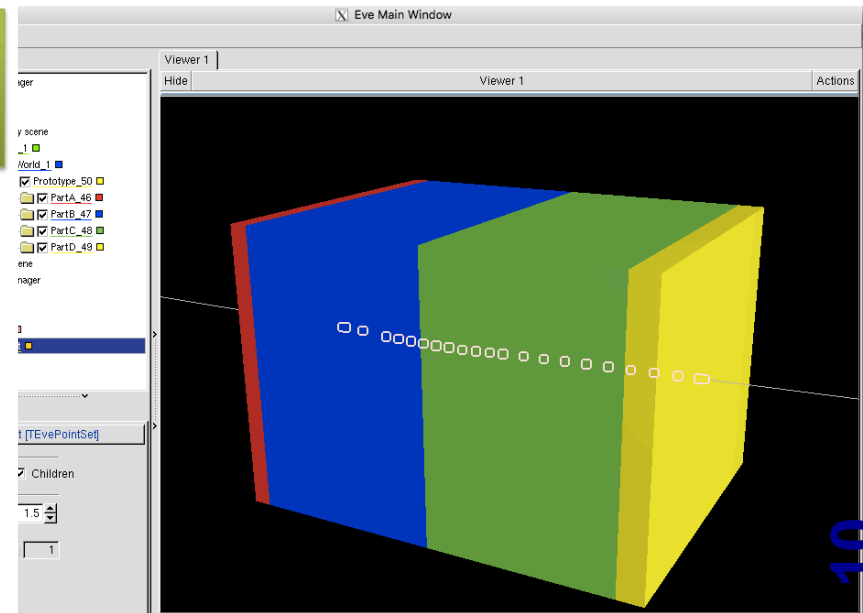 X Eve Main Window
Viewer 1
Hide Viewer 1 Actions
ager
y scene
_1
World_1
Prototype_50
PartA_46
PartB_47
PartC_48
PartD_49
ene
nager
t [TEvePointSet]
Children
1.5
1
10